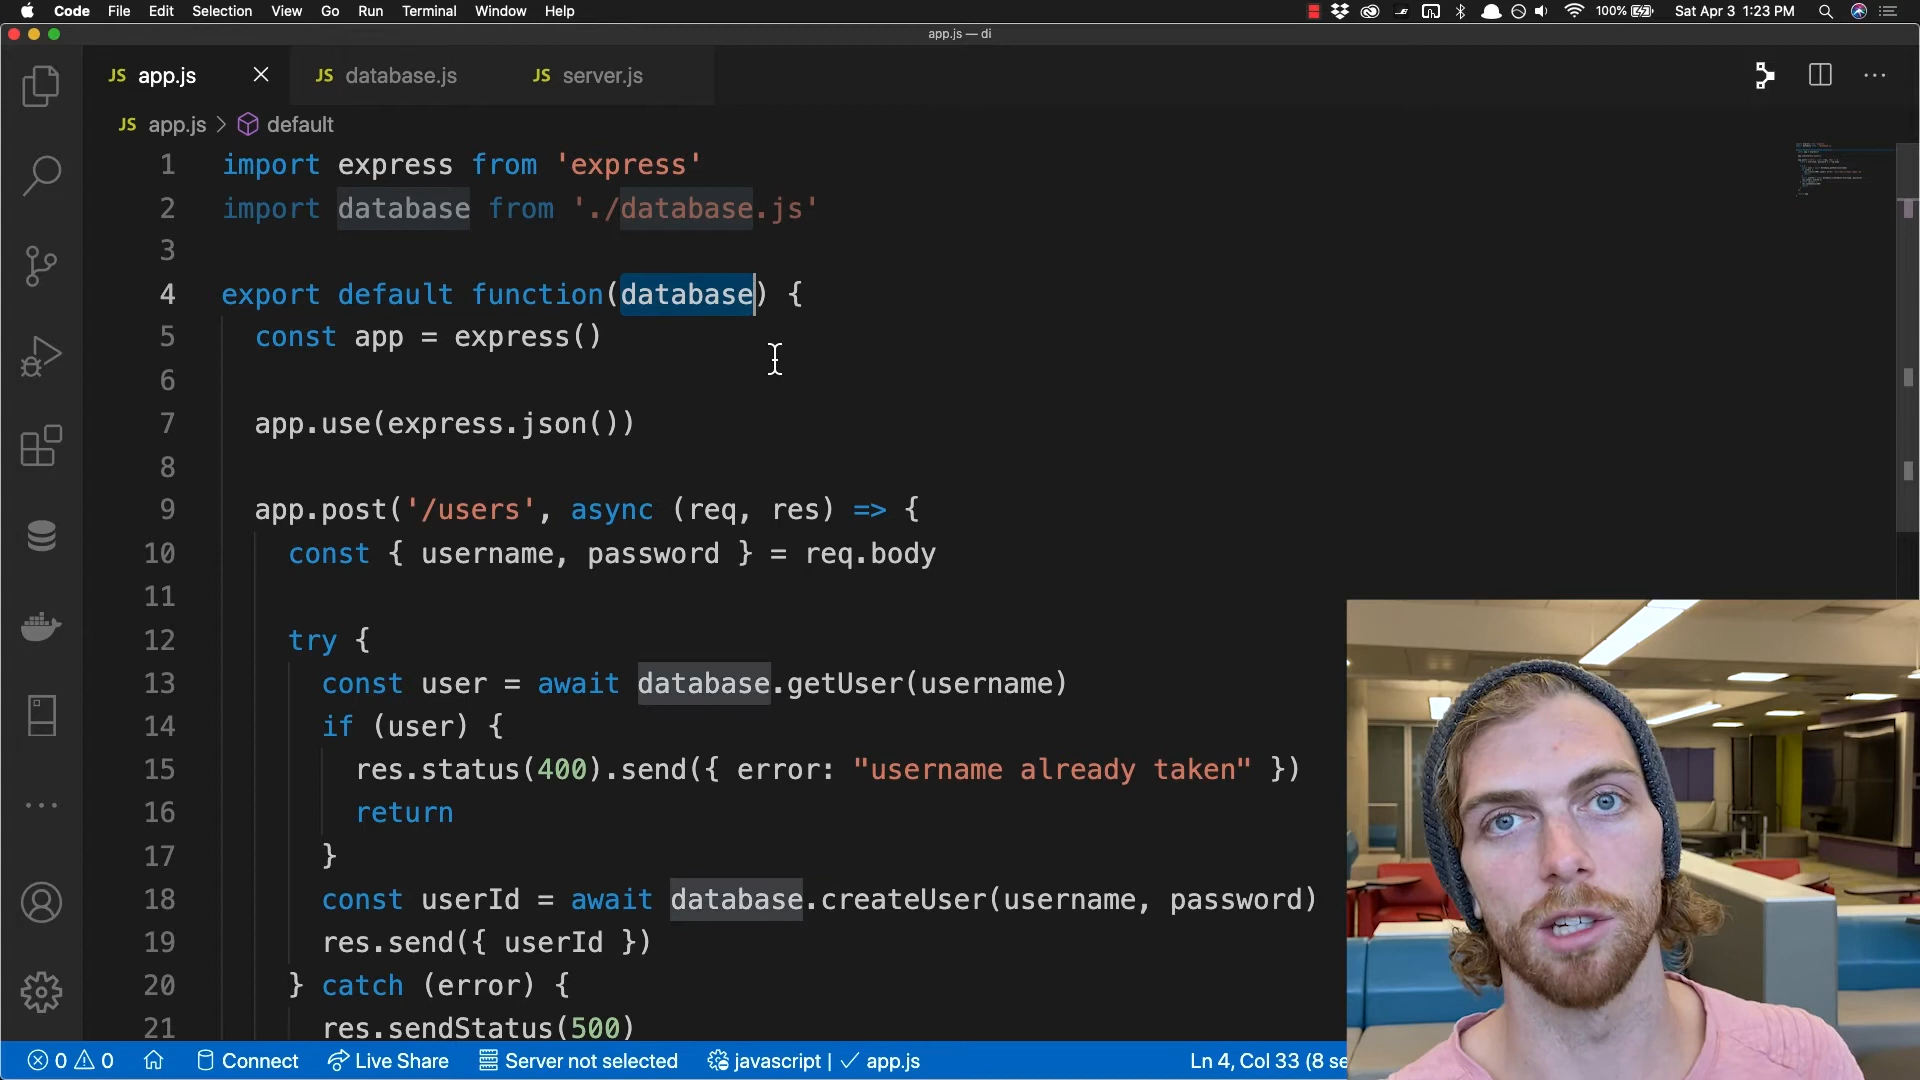 Code File Edit Selection View Go Run Terminal Window Help 100% Sat Apr 3 1:23 PM
app.js — di
JS app.js JS database.js JS server.js
JS app.js > default
1 import express from 'express'
2 import database from './database.js'
3
4 export default function(database) {
5 const app = express()
6
7 app.use(express.json())
8
9 app.post('/users', async (req, res) => {
10 const { username, password } = req.body
11
12 try {
13 const user = await database.getUser(username)
14 if (user) {
15 res.status(400).send({ error: "username already taken" })
16 return
17 }
18 const userId = await database.createUser(username, password)
19 res.send({ userId })
20 } catch (error) {
21 res.sendStatus(500)
0 0 Connect Live Share Server not selected javascript | ✓ app.js Ln 4, Col 33 (8 se